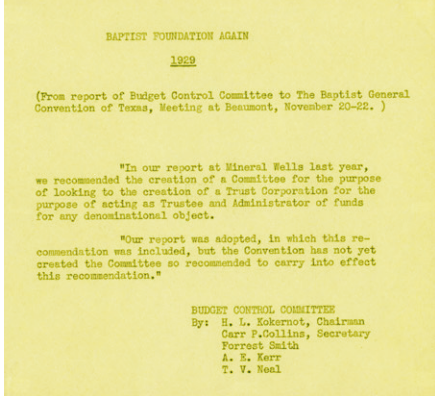 BAPTIST FOUNDATION AGAIN
1929
(From report of Budget Control Committee to The Baptist General
Convention of Texas, Meeting at Beaumont, November 20-22. )
"In our report at Mineral Wells last year,
we recommended the creation of a Committee for the purpose
of looking to the creation of a Trust Corporation for the
purpose of acting as Trustee and Administrator of funds
for any denominational object.
"Our report was adopted, in which this re-
commendation was included, but the Convention has not yet
created the Committee so recommended to carry into effect
this recommendation."
BUDGET CONTROL COMMITTEE
By: H. L. Kokernot, Chairman
Carr P.Collins, Secretary
Forrest Smith
A. E. Kerr
T. V. Neal